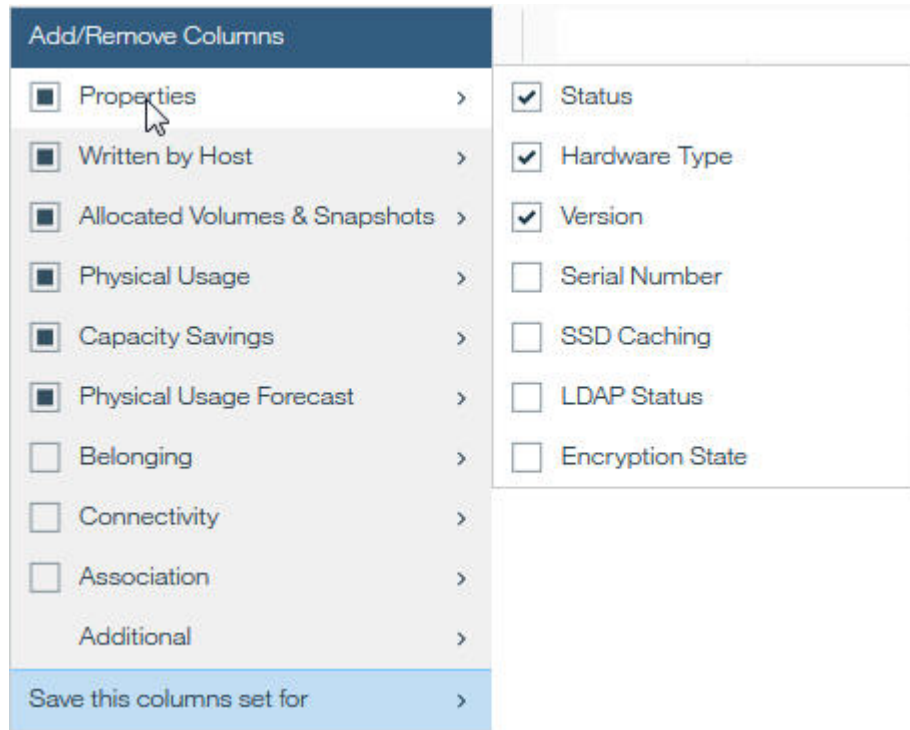 Add/Remove Columns
Properties
Written by Host
Allocated Volumes & Snapshots
Physical Usage
Capacity Savings
Physical Usage Forecast
Belonging
Connectivity
Association
Additional
Save this columns set for
Status
Hardware Type
Version
Serial Number
SSD Caching
LDAP Status
Encryption State